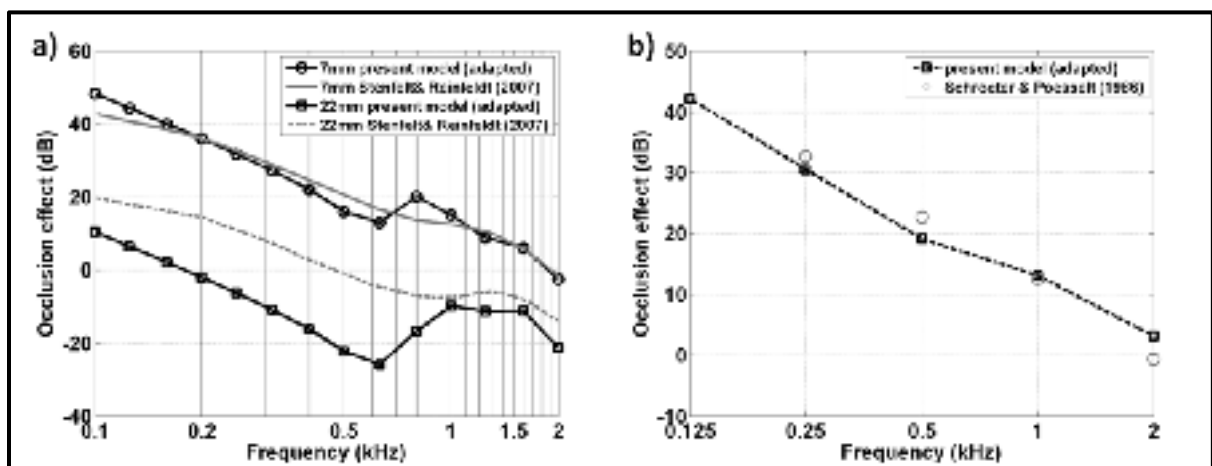 a)
60
40
20
0
-20
-40
Occlusion effect (dB)
0.1 0.2 0.5 1 1.5 2
Frequency (kHz)
7mm present model (adapted)
7mm Stenfelt& Reinfeldt (2007)
22mm present model (adapted)
22mm Stenfelt& Reinfeldt (2007)
b)
50
40
30
20
10
0
-10
Occlusion effect (dB)
0.125 0.25 0.5 1 2
Frequency (kHz)
present model (adapted)
Schroeter & Poesselt (1986)